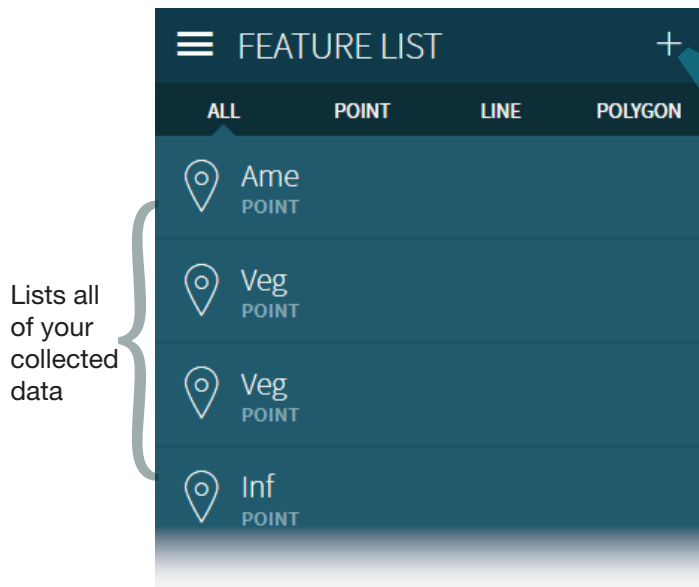 FEATURE LIST
ALL POINT LINE POLYGON
Ame
POINT
Veg
POINT
Veg
POINT
Inf
POINT
Lists all
of your
collected
data